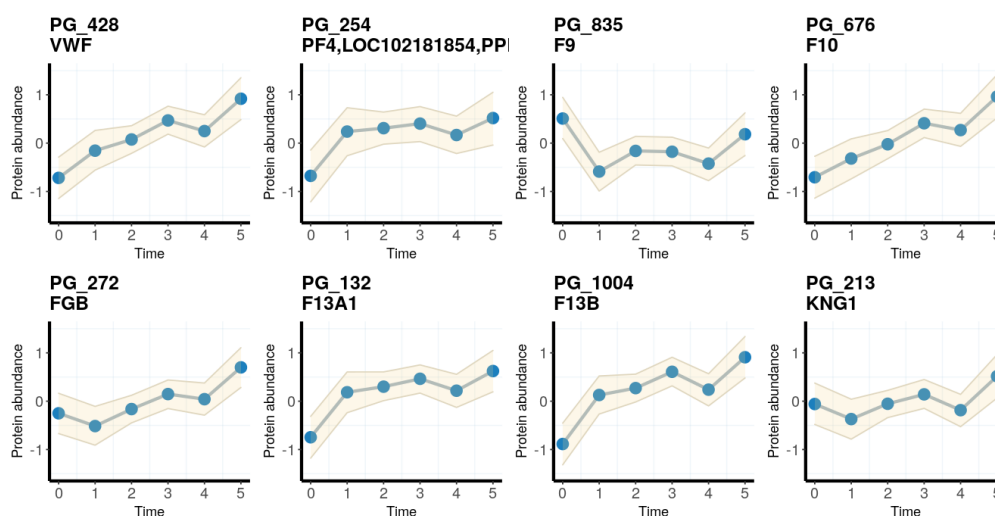 PG_428
VWF
Protein abundance
1
0
-1
0 1 2 3 4 5
Time
PG_254
PF4,LOC102181854,PP
Protein abundance
1
0
-1
0 1 2 3 4 5
Time
PG_835
F9
Protein abundance
1
0
-1
0 1 2 3 4 5
Time
PG_676
F10
Protein abundance
1
0
-1
0 1 2 3 4 5
Time
PG_272
FGB
Protein abundance
1
0
-1
0 1 2 3 4 5
Time
PG_132
F13A1
Protein abundance
1
0
-1
0 1 2 3 4 5
Time
PG_1004
F13B
Protein abundance
1
0
-1
0 1 2 3 4 5
Time
PG_213
KNG1
Protein abundance
1
0
-1
0 1 2 3 4 5
Time